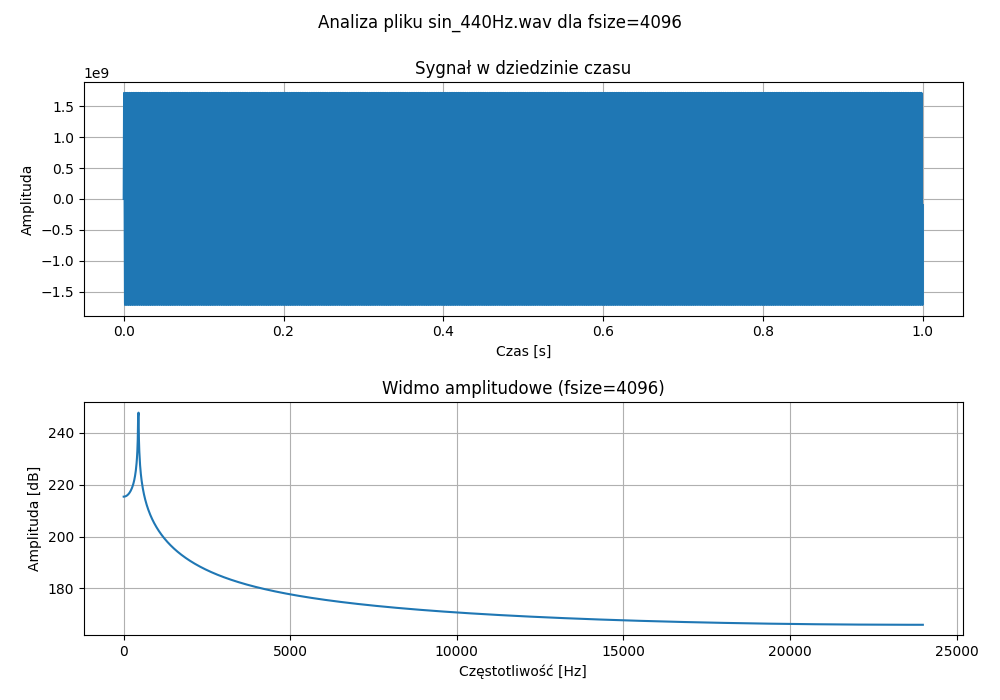 Analiza pliku sin_440Hz.wav dla fsize=4096
Sygnał w dziedzinie czasu
1e9
1.5
1.0
0.5
0.0
−0.5
−1.0
−1.5
Amplituda
0.0 0.2 0.4 0.6 0.8 1.0
Czas [s]
Widmo amplitudowe (fsize=4096)
240
220
200
180
Amplituda [dB]
0 5000 10000 15000 20000 25000
Częstotliwość [Hz]